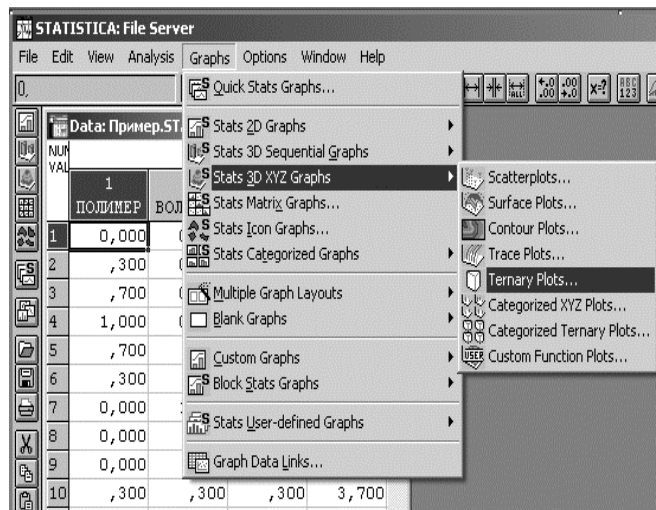 STATISTICA: File Server
File Edit View Analysis Graphs Options Window Help
0,
Quick Stats Graphs...
Stats 2D Graphs
Stats 3D Sequential Graphs
Stats 3D XYZ Graphs
Stats Matrix Graphs...
Stats Icon Graphs...
Stats Categorized Graphs
Multiple Graph Layouts
Blank Graphs
Custom Graphs
Block Stats Graphs
Stats User-defined Graphs
Graph Data Links...
Scatterplots...
Surface Plots...
Contour Plots...
Trace Plots...
Ternary Plots...
Categorized XYZ Plots...
Categorized Ternary Plots...
Custom Function Plots...
Data: Пример.ST
NUM
VAL
1
ПОЛИМЕР ВОЛ
1 0,000
2 ,300
3 ,700
4 1,000
5 ,700
6 ,300
7 0,000
8 0,000
9 0,000
10 ,300 ,300 ,300 3,700